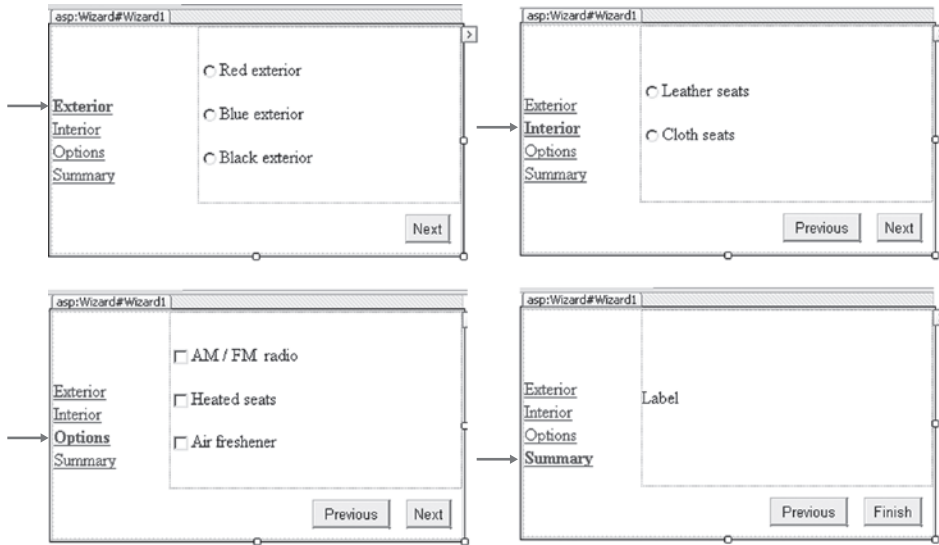 asp:Wizard#Wizard1
Exterior
Interior
Options
Summary
Red exterior
Blue exterior
Black exterior
Next
asp:Wizard#Wizard1
Exterior
Interior
Options
Summary
Leather seats
Cloth seats
Previous Next
asp:Wizard#Wizard1
Exterior
Interior
Options
Summary
AM / FM radio
Heated seats
Air freshener
Previous Next
asp:Wizard#Wizard1
Exterior
Interior
Options
Summary
Label
Previous Finish